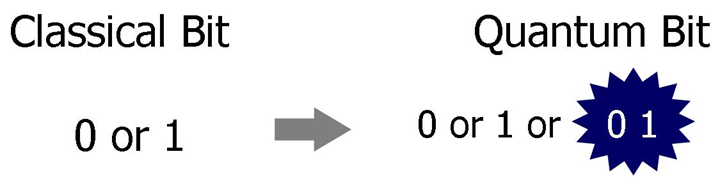 Classical Bit
0 or 1
Quantum Bit
0 or 1 or 0 1